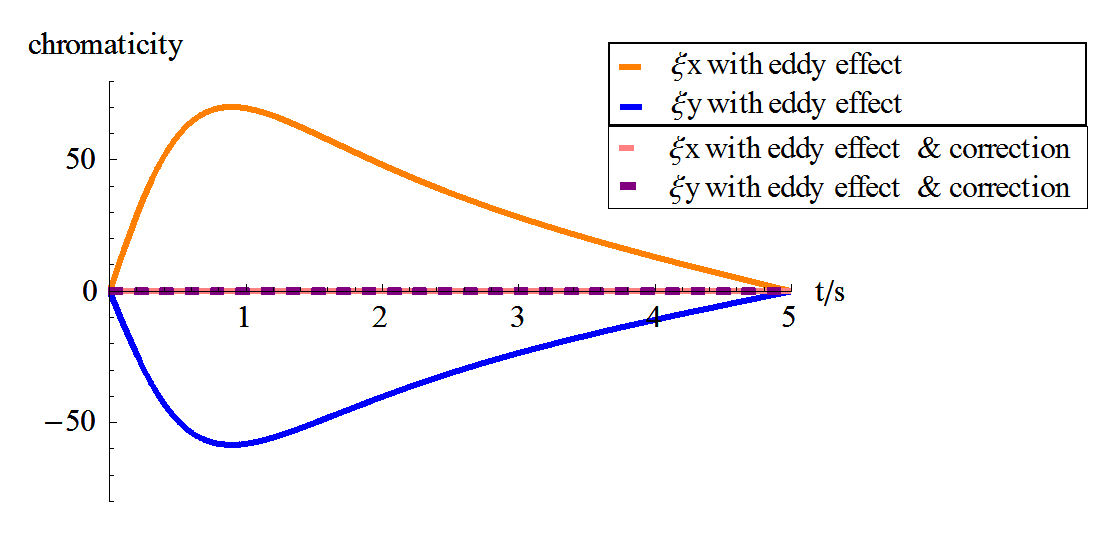 chromaticity
ξx with eddy effect
ξy with eddy effect
ξx with eddy effect & correction
ξy with eddy effect & correction
50
0
t/s
1 2 3 4 5
−50